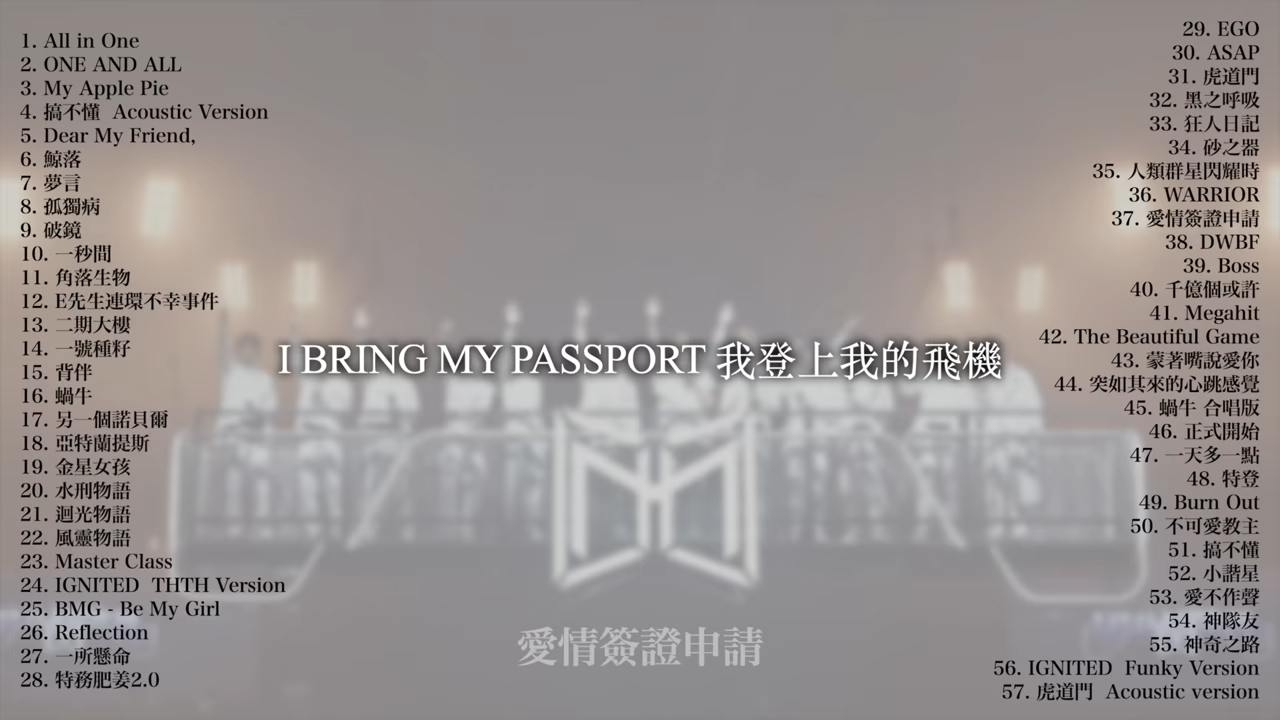 1. All in One
2. ONE AND ALL
3. My Apple Pie
4. 搞不懂  Acoustic Version
5. Dear My Friend,
6. 鯨落
7. 夢言
8. 孤獨病
9. 破鏡
10. 一秒間
11. 角落生物
12. E先生連環不幸事件
13. 二期大樓
14. 一號種籽
15. 背伴
16. 蝸牛
17. 另一個諾貝爾
18. 亞特蘭提斯
19. 金星女孩
20. 水刑物語
21. 迴光物語
22. 風靈物語
23. Master Class
24. IGNITED  THTH Version
25. BMG - Be My Girl
26. Reflection
27. 一所懸命
28. 特務肥姜2.0
I BRING MY PASSPORT 我登上我的飛機
愛情簽證申請
29. EGO
30. ASAP
31. 虎道門
32. 黑之呼吸
33. 狂人日記
34. 砂之器
35. 人類群星閃耀時
36. WARRIOR
37. 愛情簽證申請
38. DWBF
39. Boss
40. 千億個或許
41. Megahit
42. The Beautiful Game
43. 蒙著嘴說愛你
44. 突如其來的心跳感覺
45. 蝸牛 合唱版
46. 正式開始
47. 一天多一點
48. 特登
49. Burn Out
50. 不可愛教主
51. 搞不懂
52. 小諧星
53. 愛不作聲
54. 神隊友
55. 神奇之路
56. IGNITED  Funky Version
57. 虎道門  Acoustic version